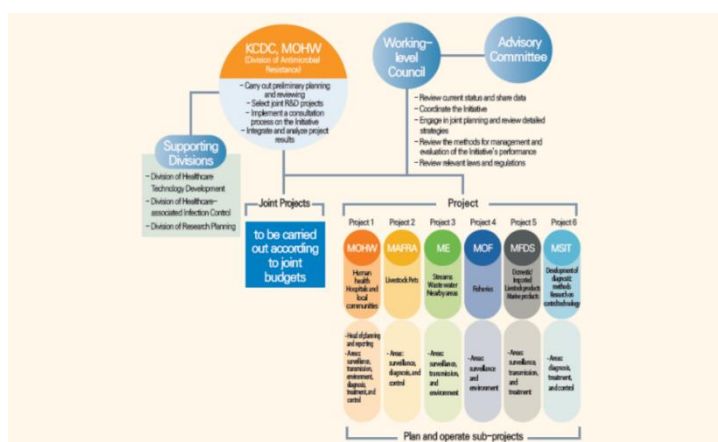 KCDC, MOHW
(Division of Antimicrobial
Resistance)
- Carry out preliminary planning
and reviewing
- Select joint R&D projects
- Implement a consultation
process on the Initiative
- Integrate and analyze project
results
Working-
level
Council
Advisory
Committee
- Review current status and share data
- Coordinate the Initiative
- Engage in joint planning and review detailed
strategies
- Review the methods for management and
evaluation of the Initiative's performance
- Review relevant laws and regulations
Supporting
Divisions
- Division of Healthcare
Technology Development
- Division of Healthcare-
associated Infection Control
- Division of Research Planning
Joint Projects
to be carried
out according
to joint
budgets
Project
Project 1
MOHW
Human
health
Hospitals and
local
communities
- Head of planning
and reporting
- Areas:
surveillance,
transmission,
environment,
diagnosis,
treatment, and
control
Project 2
MAFRA
Livestock Pets
- Areas:
surveillance,
diagnosis, and
control
Project 3
ME
Streams
Waste water
Nearby areas
- Areas:
surveillance,
transmission,
and
environment
Project 4
MOF
Fisheries
- Areas:
surveillance
and
environment
Project 5
MFDS
Domestic/
Imported
Livestock products
Marine products
- Areas:
surveillance,
transmission,
and
treatment
Project 6
MSIT
Development of
diagnostic
methods
Research on
control technology
- Areas:
diagnosis,
treatment,
and control
Plan and operate sub-projects